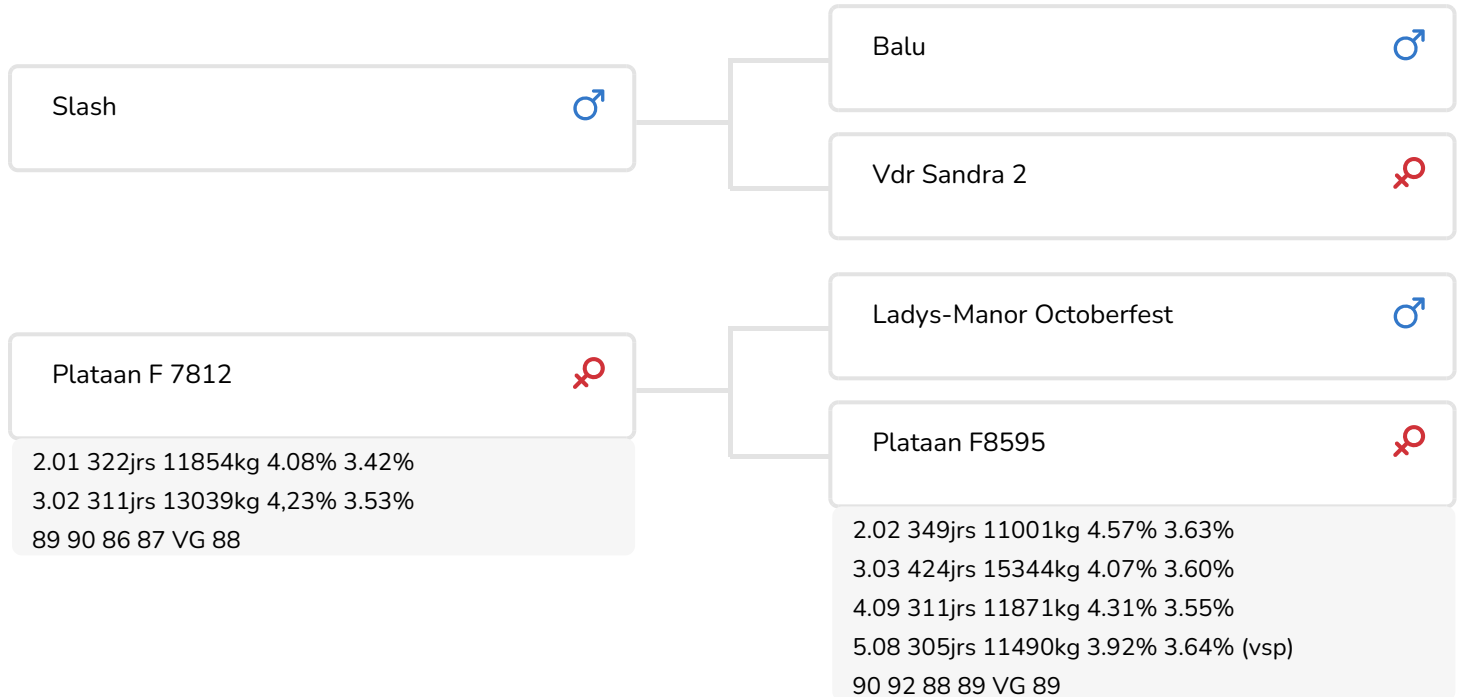 Balu
Slash
Vdr Sandra 2
Ladys-Manor Octoberfest
Plataan F 7812
2.01 322jrs 11854kg 4.08% 3.42%
3.02 311jrs 13039kg 4,23% 3.53%
89 90 86 87 VG 88
Plataan F8595
2.02 349jrs 11001kg 4.57% 3.63%
3.03 424jrs 15344kg 4.07% 3.60%
4.09 311jrs 11871kg 4.31% 3.55%
5.08 305jrs 11490kg 3.92% 3.64% (vsp)
90 92 88 89 VG 89